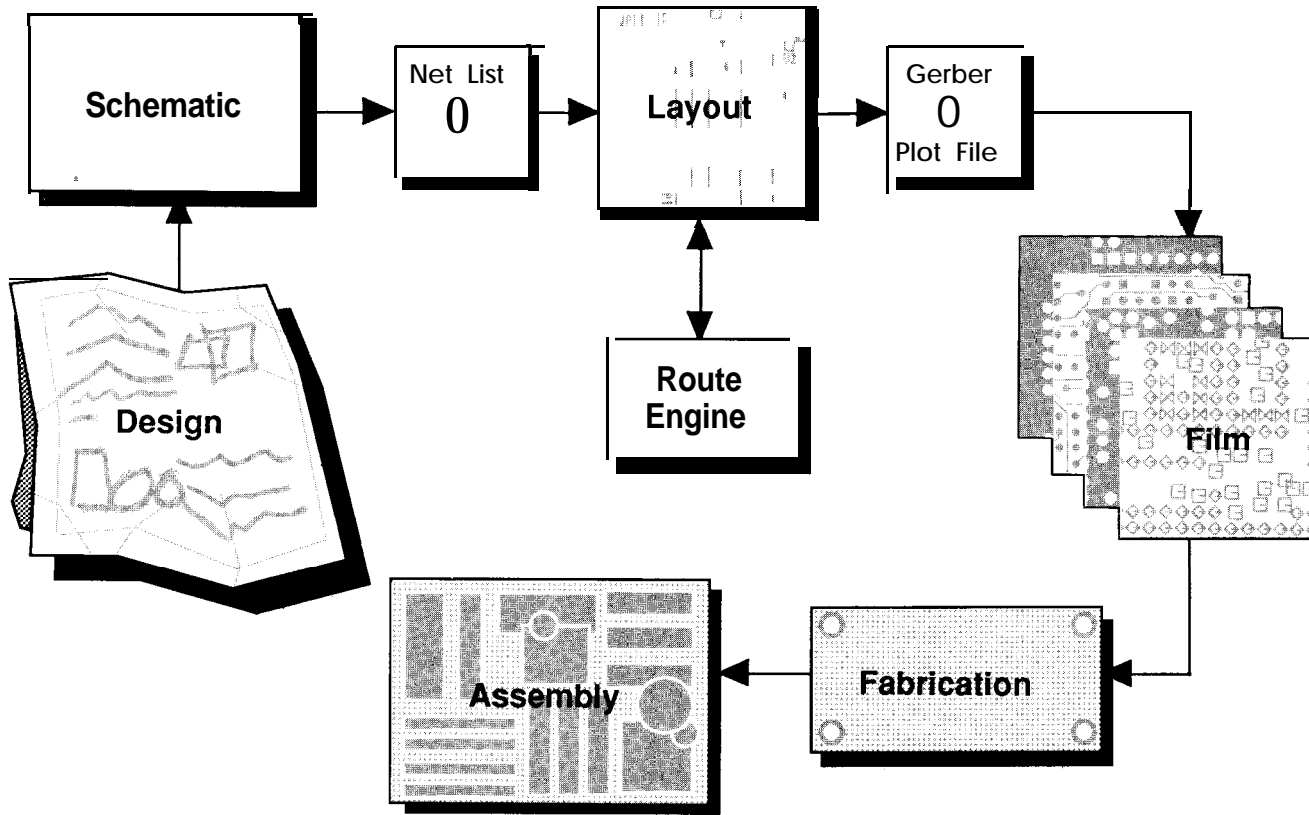 Schematic
Net List
0
Layout
Gerber
0
Plot File
Design
Route
Engine
Film
Assembly
Fabrication